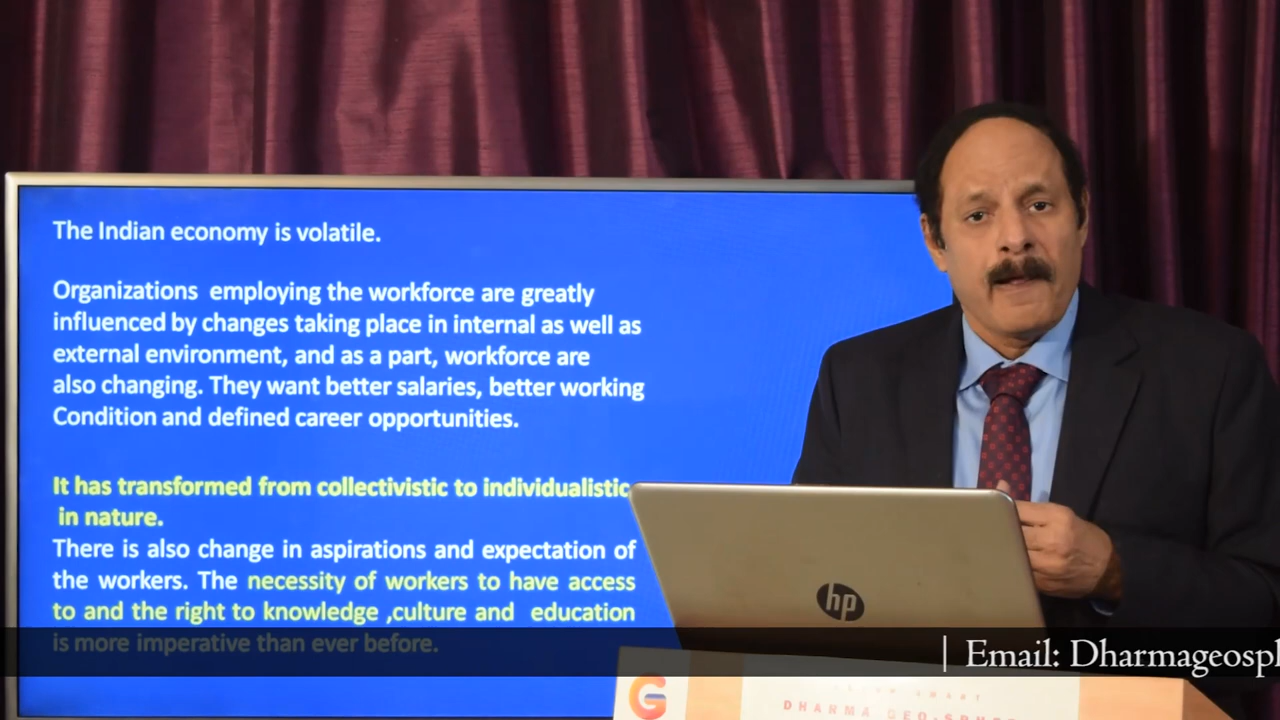 The Indian economy is volatile.
Organizations employing the workforce are greatly
influenced by changes taking place in internal as well as
external environment, and as a part, workforce are
also changing. They want better salaries, better working
Condition and defined career opportunities.
It has transformed from collectivistic to individualistic
in nature.
There is also change in aspirations and expectation of
the workers. The necessity of workers to have access
to and the right to knowledge ,culture and education
is more imperative than ever before.
hp
| Email: Dharmageosph
G
DHARMA GEO-SPHE